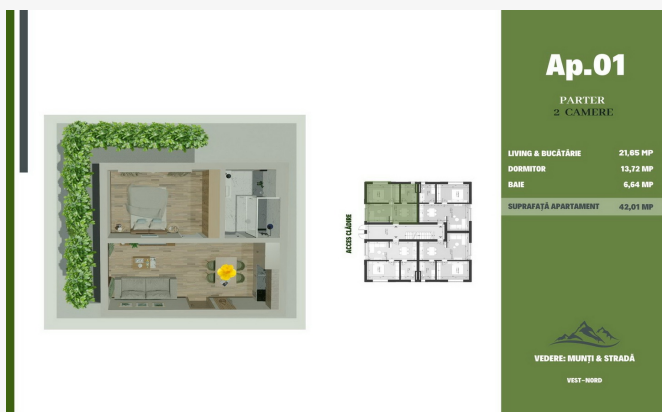 Ap.01
PARTER
2 CAMERE
LIVING & BUCĂTĂRIE 21,65 MP
DORMITOR 13,72 MP
BAIE 6,64 MP
SUPRAFAȚĂ APARTAMENT 42,01 MP
ACCES CLĂDIRE
VEDERE: MUNȚI & STRADĂ
VEST-NORD